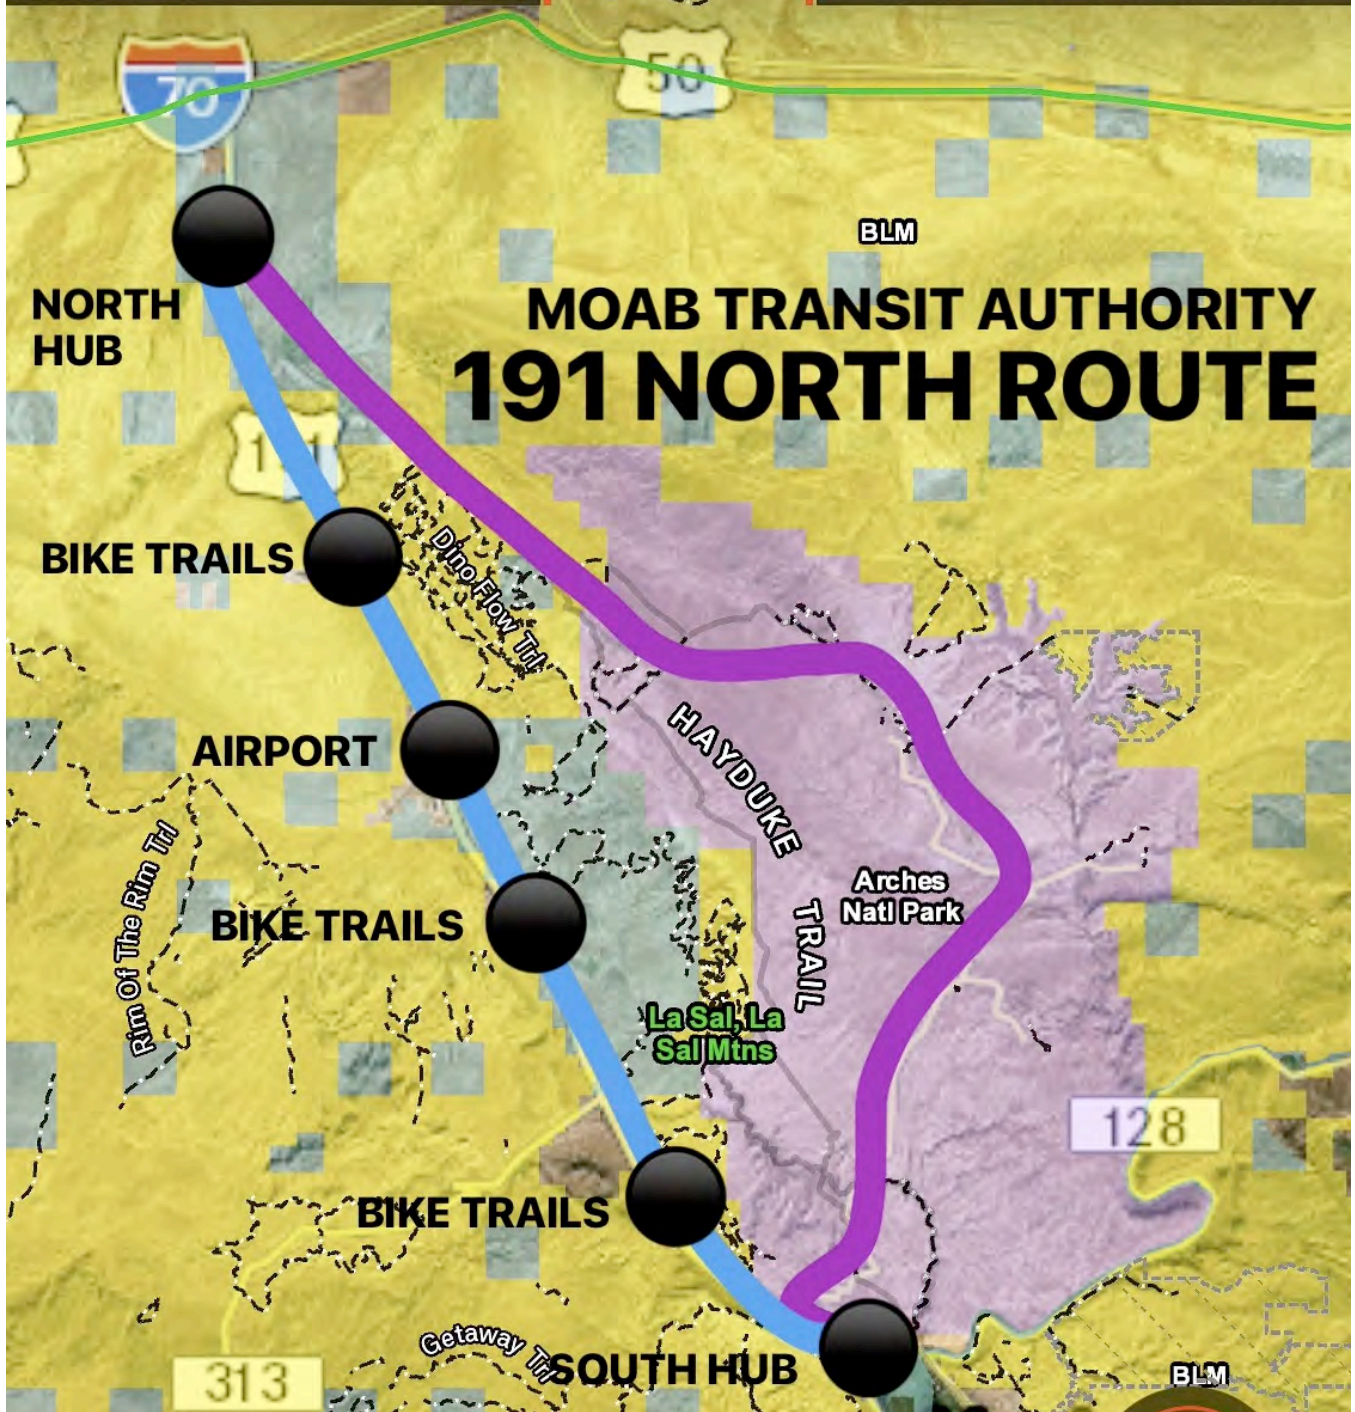 70
50
BLM
NORTH
HUB
MOAB TRANSIT AUTHORITY
191 NORTH ROUTE
BIKE TRAILS
Dino Flow Trl
AIRPORT
HAYDUKE
TRAIL
Rim Of The Rim Trl
Arches
Natl Park
BIKE TRAILS
La Sal, La
Sal Mtns
128
BIKE TRAILS
Getaway Trl
SOUTH HUB
313
BLM